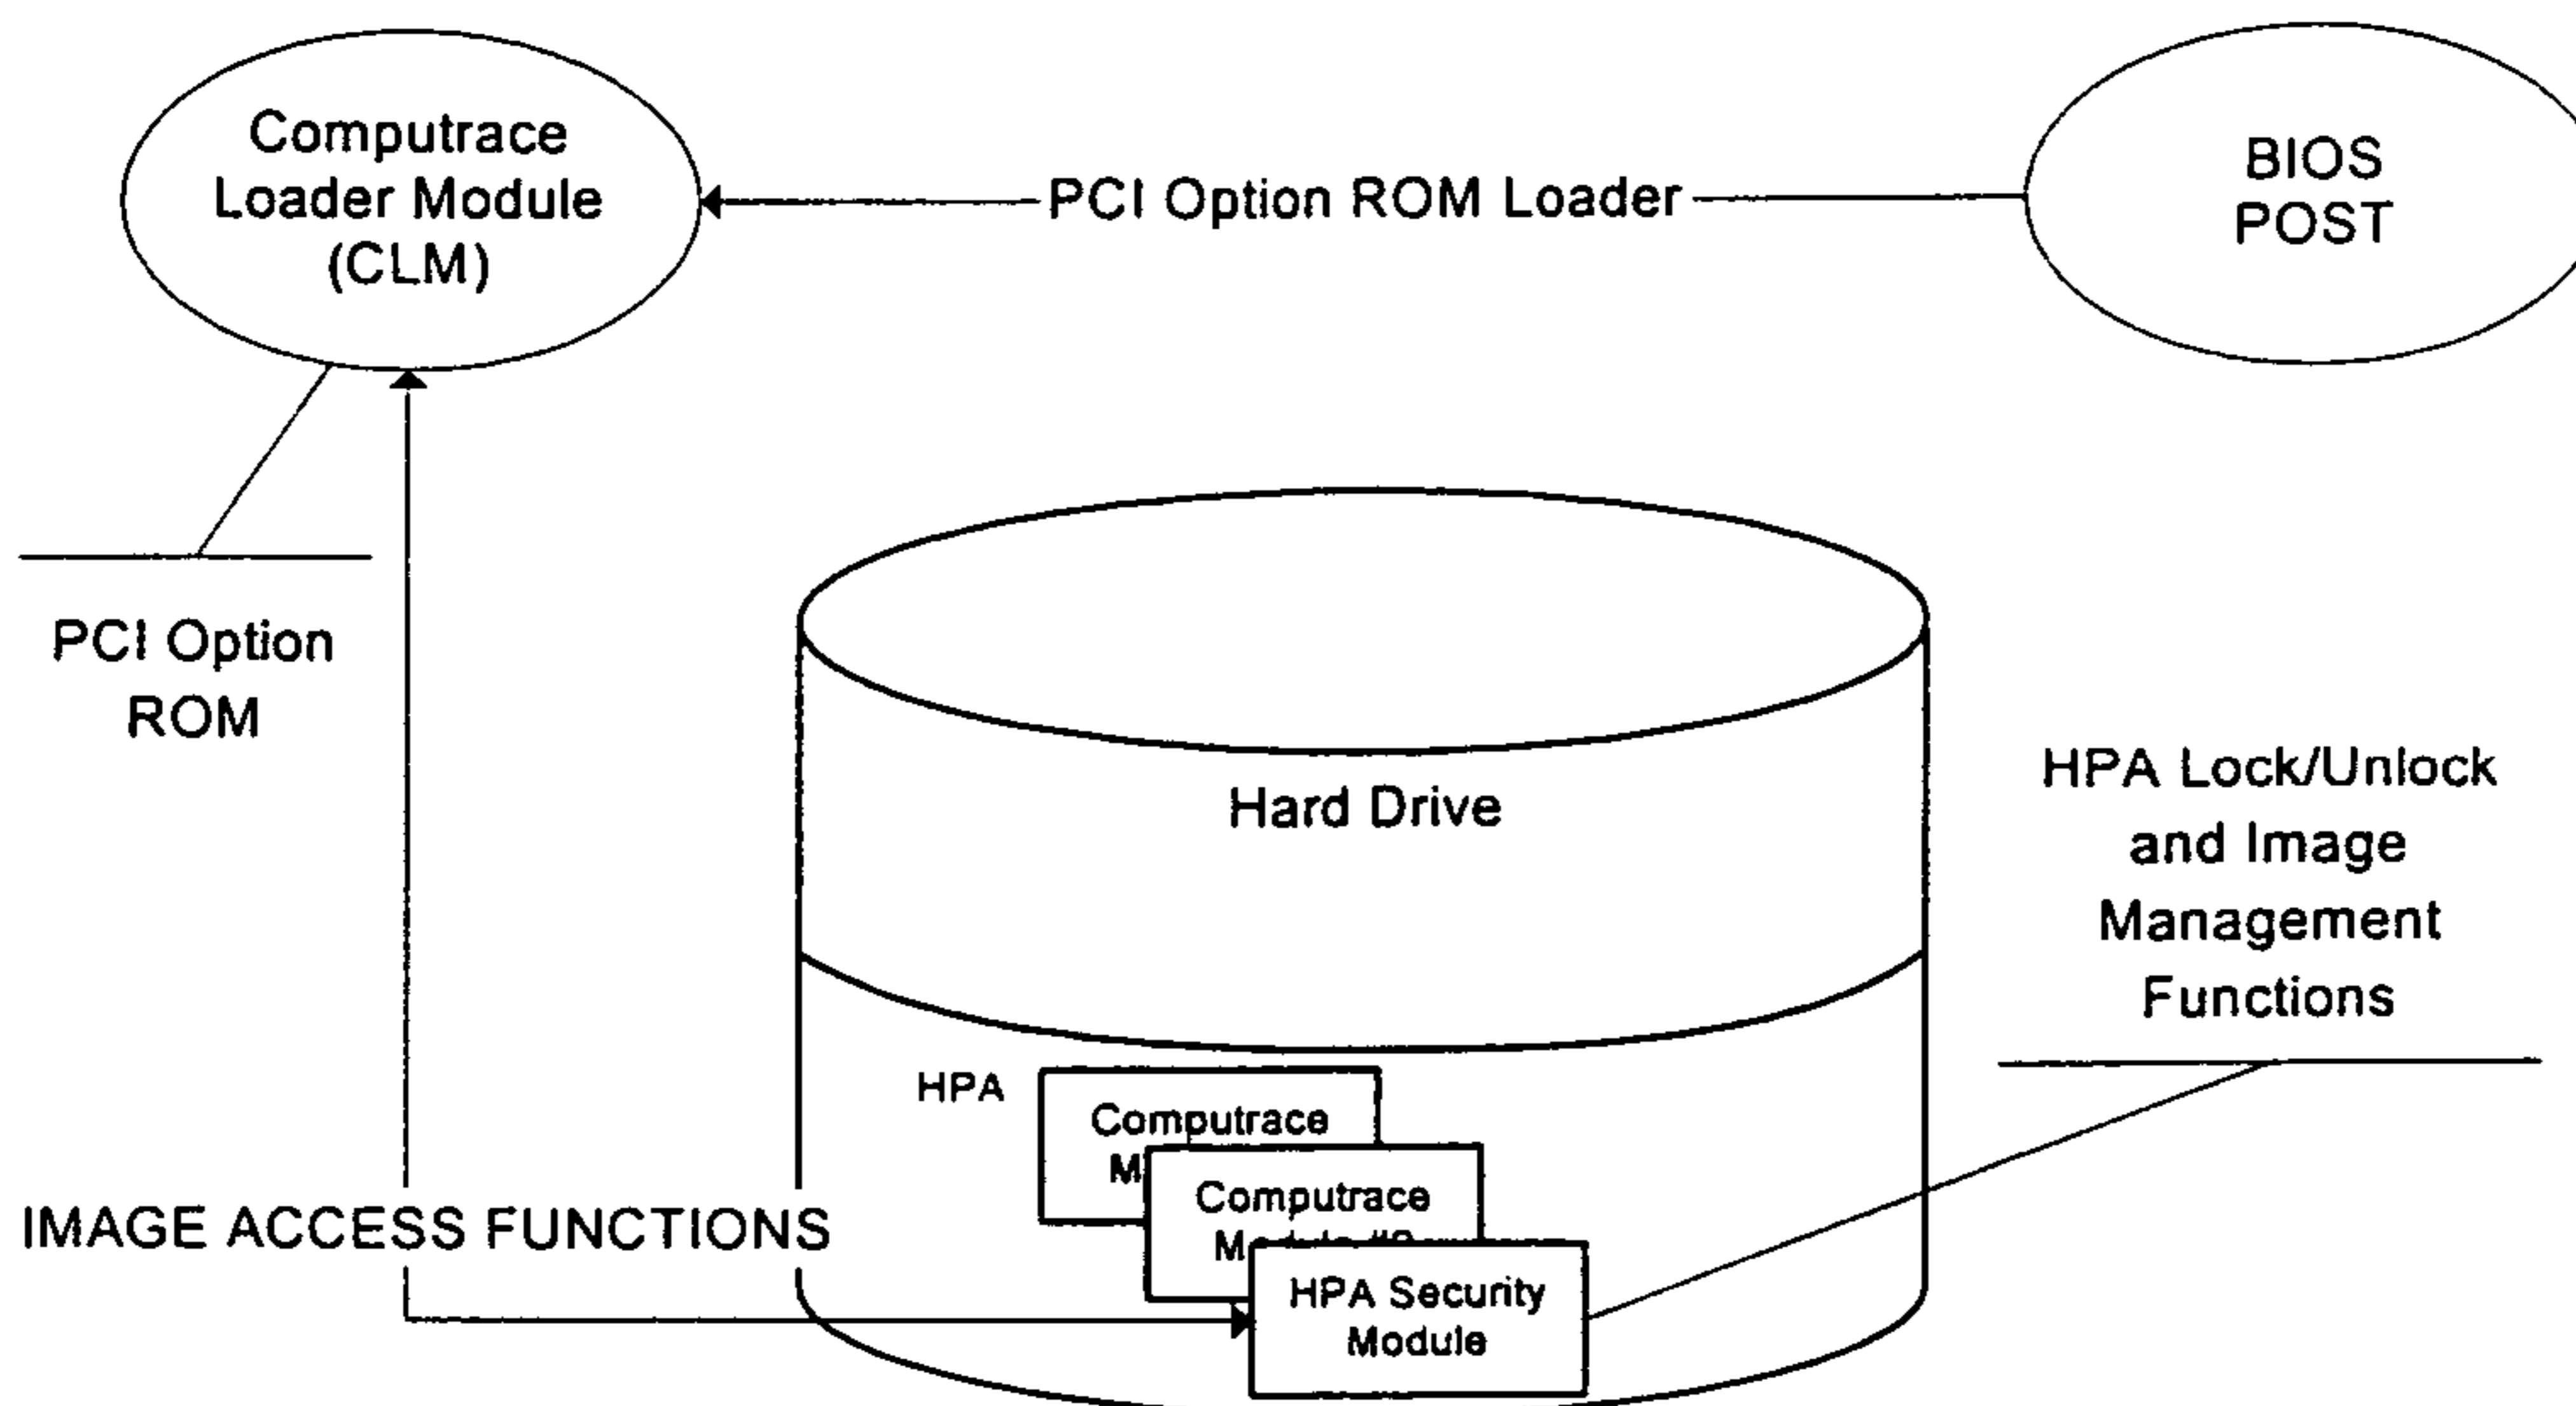 Computrace
Loader Module
(CLM)
PCI Option ROM Loader
BIOS
POST
PCI Option
ROM
Hard Drive
HPA Lock/Unlock
and Image
Management
Functions
HPA
Computrace
Computrace
IMAGE ACCESS FUNCTIONS
HPA Security
Module